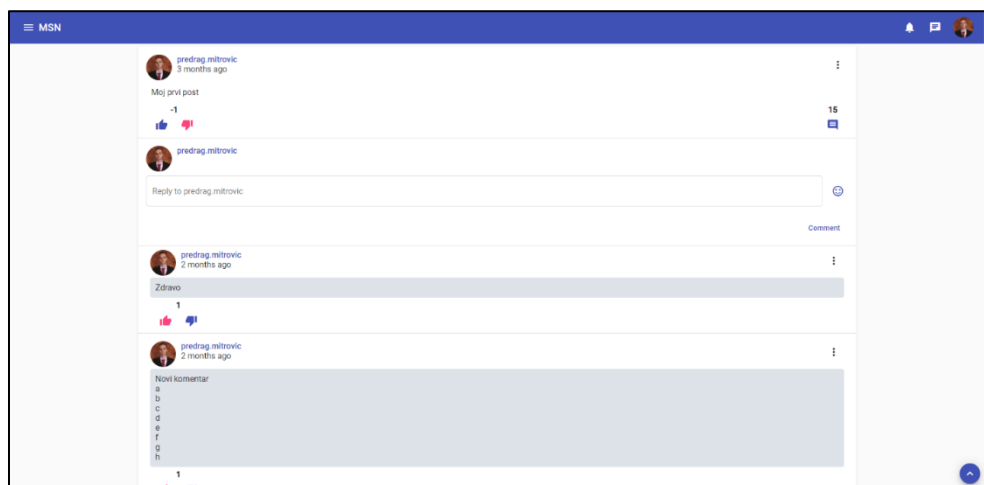 MSN
predrag.mitrovic
3 months ago
Moj prvi post
-1
15
predrag.mitrovic
Reply to predrag.mitrovic
Comment
predrag.mitrovic
2 months ago
Zdravo
1
predrag.mitrovic
2 months ago
Novi komentar
a
b
c
d
e
f
g
h
1